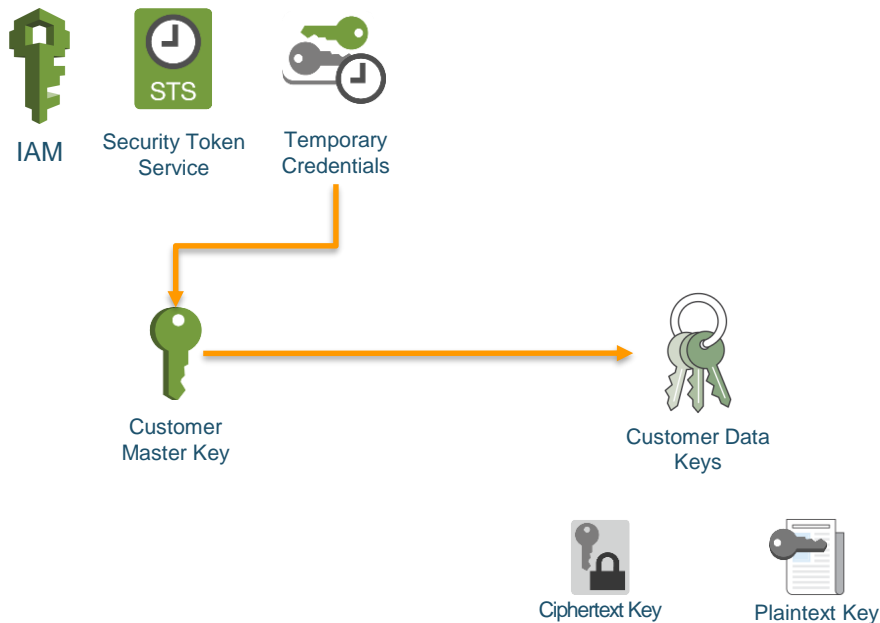 STS
IAM
Security Token
Service
Temporary
Credentials
Customer
Master Key
Customer Data
Keys
Ciphertext Key
Plaintext Key